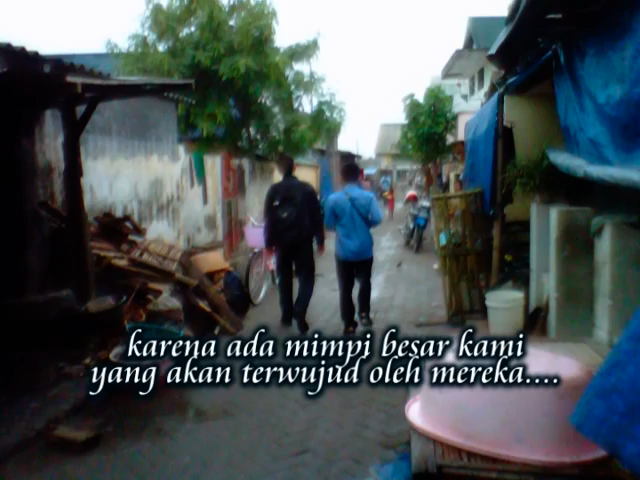 karena ada mimpi besar kami
yang akan terwujud oleh mereka....